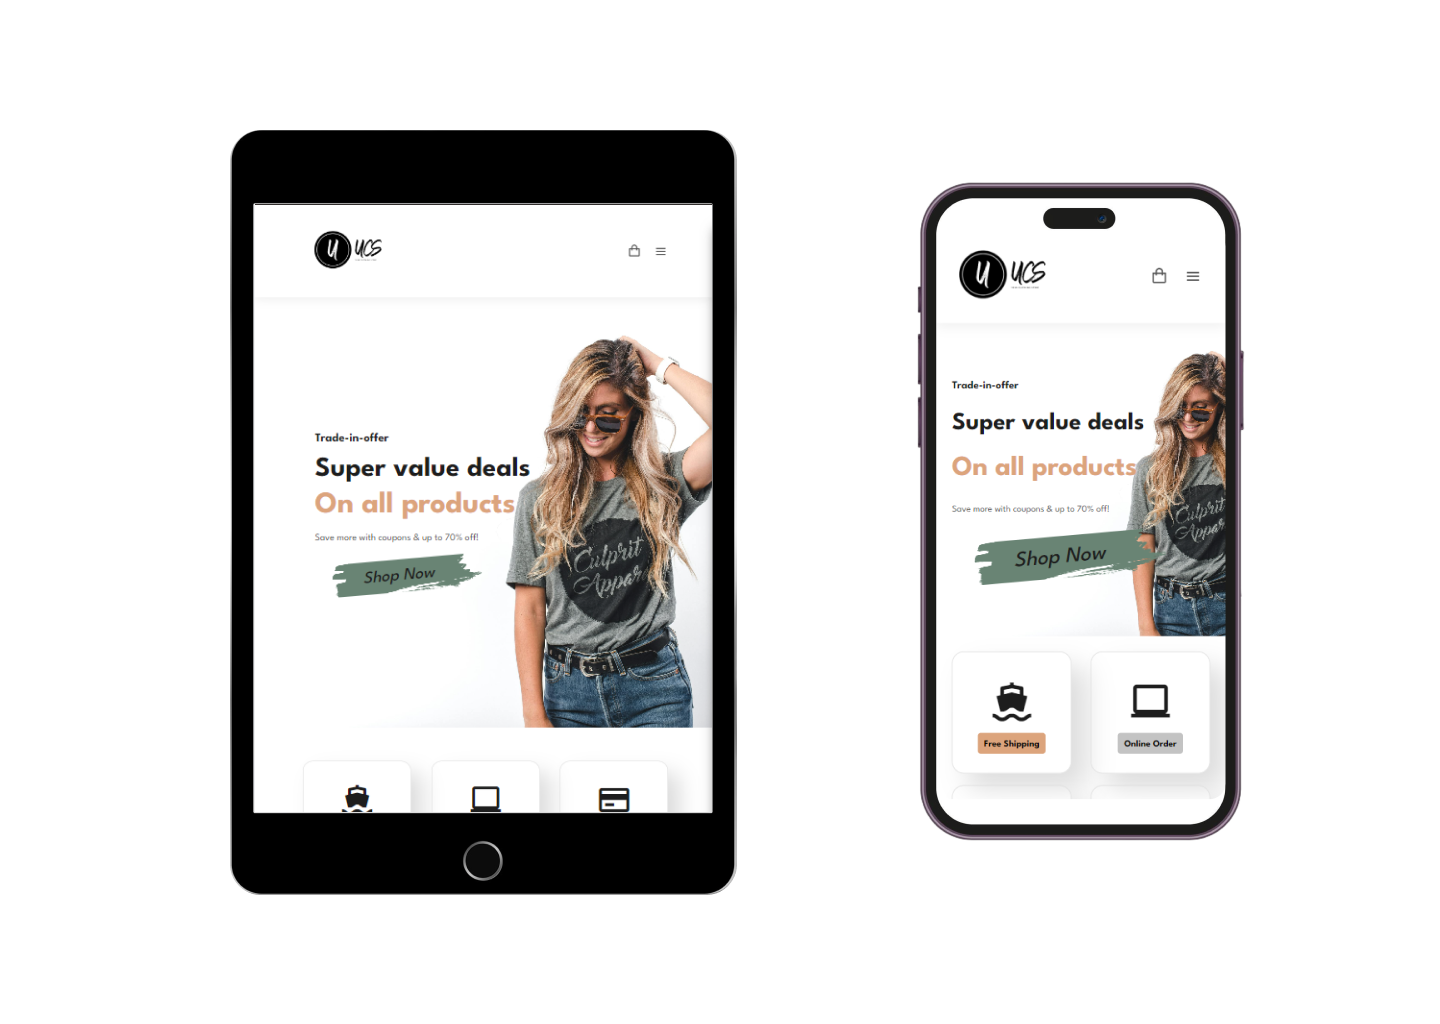 U UCS
Trade-in-offer
Super value deals
On all products
Save more with coupons & up to 70% off!
Shop Now
Culprit
Appar
U UCS
Trade-in-offer
Super value deals
On all products
Save more with coupons & up to 70% off!
Shop Now
Culprit
Appar
Free Shipping
Online Order